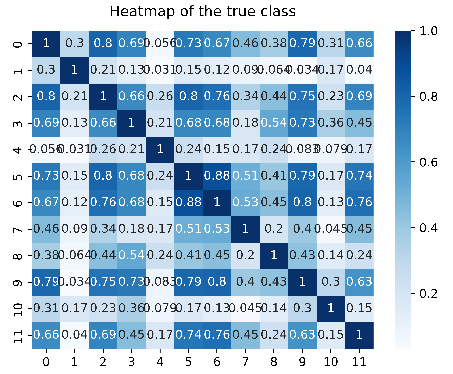 Heatmap of the true class
0 1 0.3 0.8 0.69 0.056 0.73 0.67 0.46 0.38 0.79 0.31 0.66 1.0
1 0.3 1 0.21 0.13 0.031 0.15 0.12 0.09 0.064 0.034 0.17 0.04
2 0.8 0.21 1 0.66 0.26 0.8 0.76 0.34 0.44 0.75 0.23 0.69 0.8
3 0.69 0.13 0.66 1 0.21 0.68 0.68 0.18 0.54 0.73 0.36 0.45
4 0.056 0.031 0.26 0.21 1 0.24 0.15 0.17 0.24 0.083 0.079 0.17 0.6
5 0.73 0.15 0.8 0.68 0.24 1 0.88 0.51 0.41 0.79 0.17 0.74
6 0.67 0.12 0.76 0.68 0.15 0.88 1 0.53 0.45 0.8 0.13 0.76
7 0.46 0.09 0.34 0.18 0.17 0.51 0.53 1 0.2 0.4 0.045 0.45 0.4
8 0.38 0.064 0.44 0.54 0.24 0.41 0.45 0.2 1 0.43 0.14 0.24
9 0.79 0.034 0.75 0.73 0.083 0.79 0.8 0.4 0.43 1 0.3 0.63 0.2
10 0.31 0.17 0.23 0.36 0.079 0.17 0.13 0.045 0.14 0.3 1 0.15
11 0.66 0.04 0.69 0.45 0.17 0.74 0.76 0.45 0.24 0.63 0.15 1
0 1 2 3 4 5 6 7 8 9 10 11